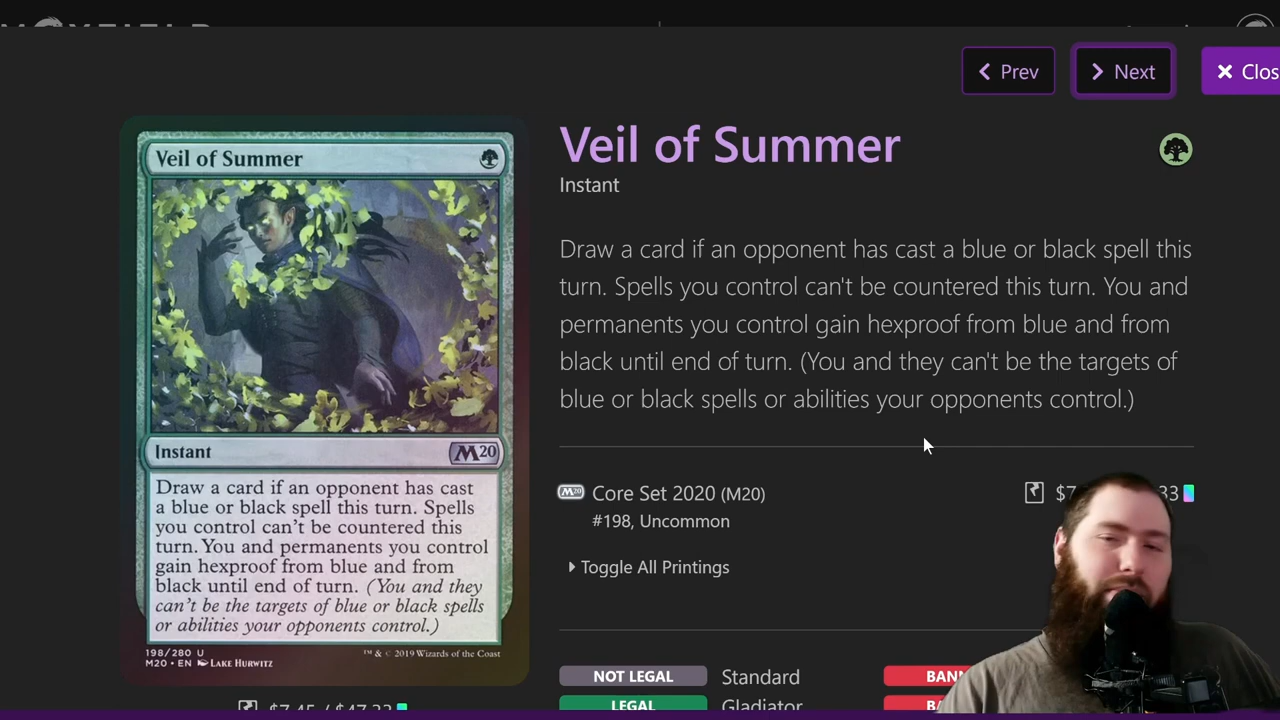 Prev
Next
Clos
Veil of Summer
Veil of Summer
Instant
Draw a card if an opponent has cast a blue or black spell this
turn. Spells you control can't be countered this turn. You and
permanents you control gain hexproof from blue and from
black until end of turn. (You and they can't be the targets of
blue or black spells or abilities your opponents control.)
Instant
M20
Draw a card if an opponent has cast
a blue or black spell this turn. Spells
you control can't be countered this
turn. You and permanents you control
gain hexproof from blue and from
black until end of turn. (You and they
can't be the targets of blue or black spells
or abilities your opponents control.)
198/280 U
M20 • EN LAKE HURWITZ
™ & © 2019 Wizards of the Coast
M20 Core Set 2020 (M20)
#198, Uncommon
Toggle All Printings
NOT LEGAL Standard
LEGAL Gladiator